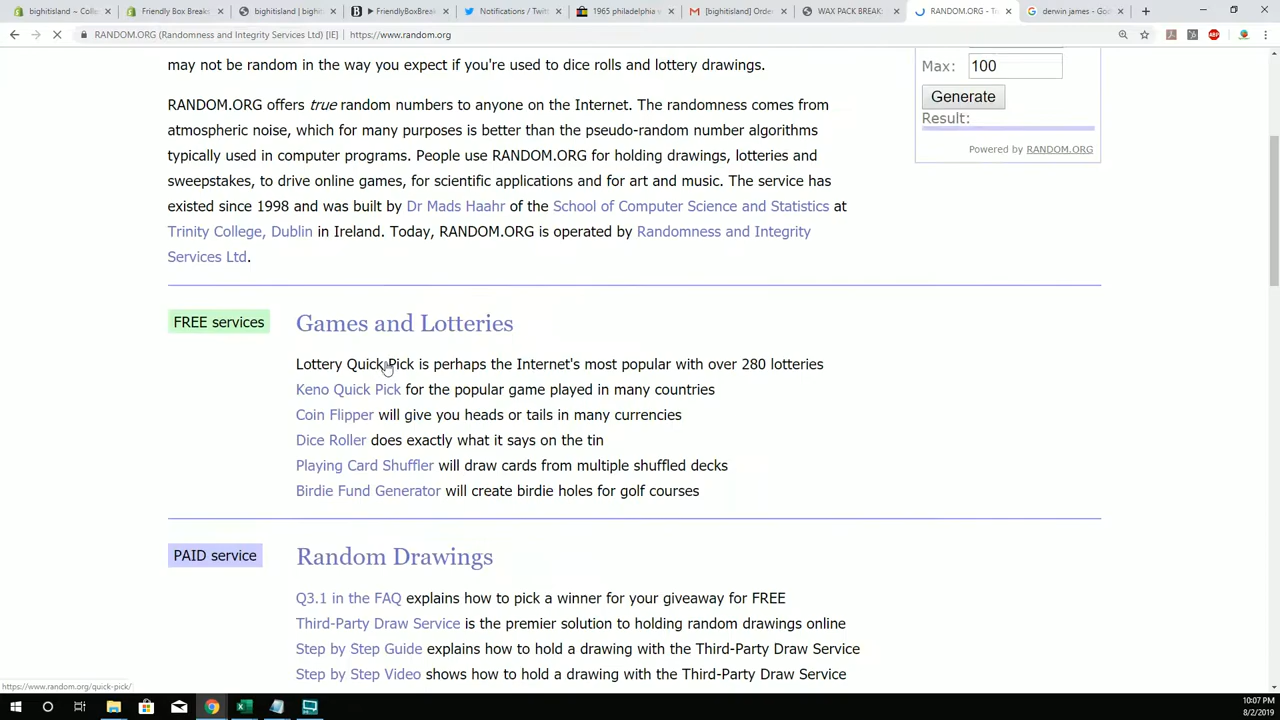 bighitisland – Collec
Friendly Box Breaks
bighitisland | bighitis
FriendlyBoxBreak
Notifications / Twitt
1965 philadelphia
[bighitisland] Order
WAX PACK BREAKS
RANDOM.ORG - Tr
derwin james - Goo
RANDOM.ORG (Randomness and Integrity Services Ltd) [IE] | https://www.random.org
may not be random in the way you expect if you're used to dice rolls and lottery drawings.
Max: 100
Generate
Result:
Powered by RANDOM.ORG
RANDOM.ORG offers true random numbers to anyone on the Internet. The randomness comes from
atmospheric noise, which for many purposes is better than the pseudo-random number algorithms
typically used in computer programs. People use RANDOM.ORG for holding drawings, lotteries and
sweepstakes, to drive online games, for scientific applications and for art and music. The service has
existed since 1998 and was built by Dr Mads Haahr of the School of Computer Science and Statistics at
Trinity College, Dublin in Ireland. Today, RANDOM.ORG is operated by Randomness and Integrity
Services Ltd.
FREE services
Games and Lotteries
Lottery Quick Pick is perhaps the Internet's most popular with over 280 lotteries
Keno Quick Pick for the popular game played in many countries
Coin Flipper will give you heads or tails in many currencies
Dice Roller does exactly what it says on the tin
Playing Card Shuffler will draw cards from multiple shuffled decks
Birdie Fund Generator will create birdie holes for golf courses
PAID service
Random Drawings
Q3.1 in the FAQ explains how to pick a winner for your giveaway for FREE
Third-Party Draw Service is the premier solution to holding random drawings online
Step by Step Guide explains how to hold a drawing with the Third-Party Draw Service
Step by Step Video shows how to hold a drawing with the Third-Party Draw Service
https://www.random.org/quick-pick/
10:07 PM
8/2/2019